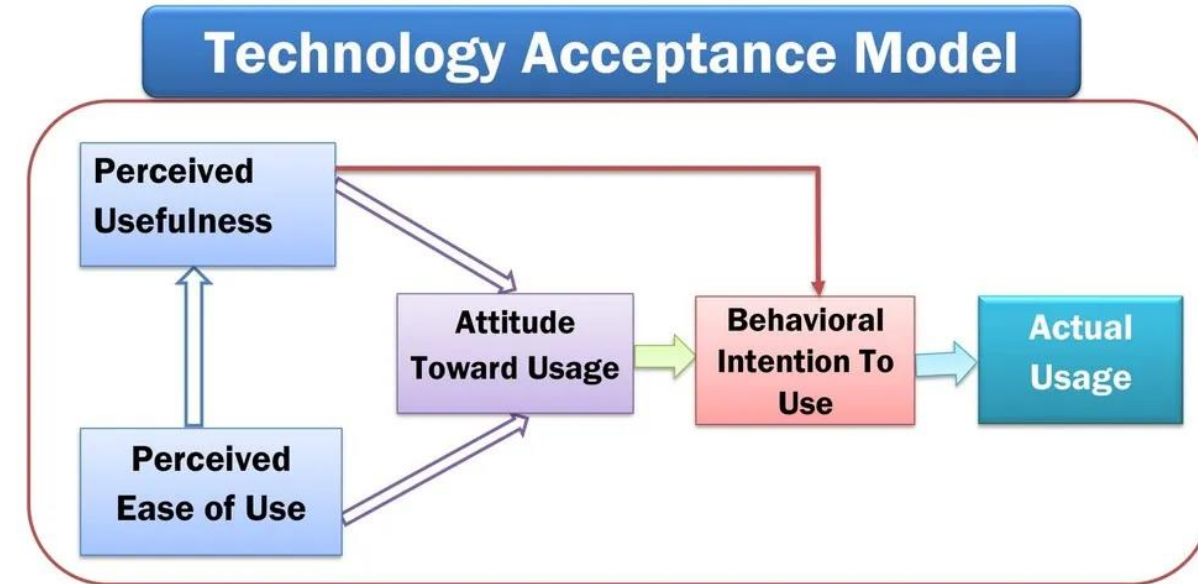 Technology Acceptance Model
Perceived
Usefulness
Attitude
Toward Usage
Behavioral
Intention To
Use
Actual
Usage
Perceived
Ease of Use